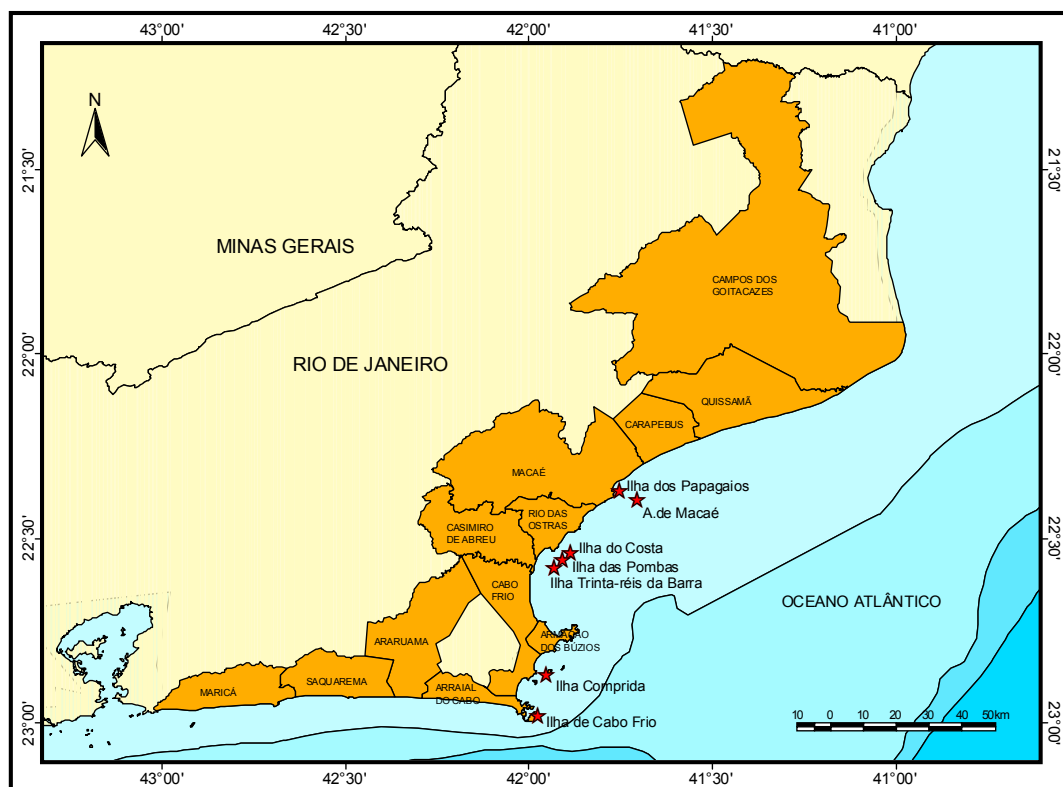 43°00' 42°30' 42°00' 41°30' 41°00'
N
21°30' 21°30'
MINAS GERAIS
CAMPOS DOS
GOITACAZES
22°00' 22°00'
RIO DE JANEIRO
QUISSAMÃ
CARAPEBUS
MACAÉ
Ilha dos Papagaios
A.de Macaé
RIO DAS
OSTRAS
CASIMIRO
DE ABREU
22°30' 22°30'
Ilha do Costa
Ilha das Pombas
Ilha Trinta-réis da Barra
CABO
FRIO
OCEANO ATLÂNTICO
ARARUAMA
ARMAÇÃO
DOS BÚZIOS
SAQUAREMA
MARICÁ
ARRAIAL
DO CABO
Ilha Comprida
Ilha de Cabo Frio
23°00' 23°00'
10 0 10 20 30 40 50km
43°00' 42°30' 42°00' 41°30' 41°00'